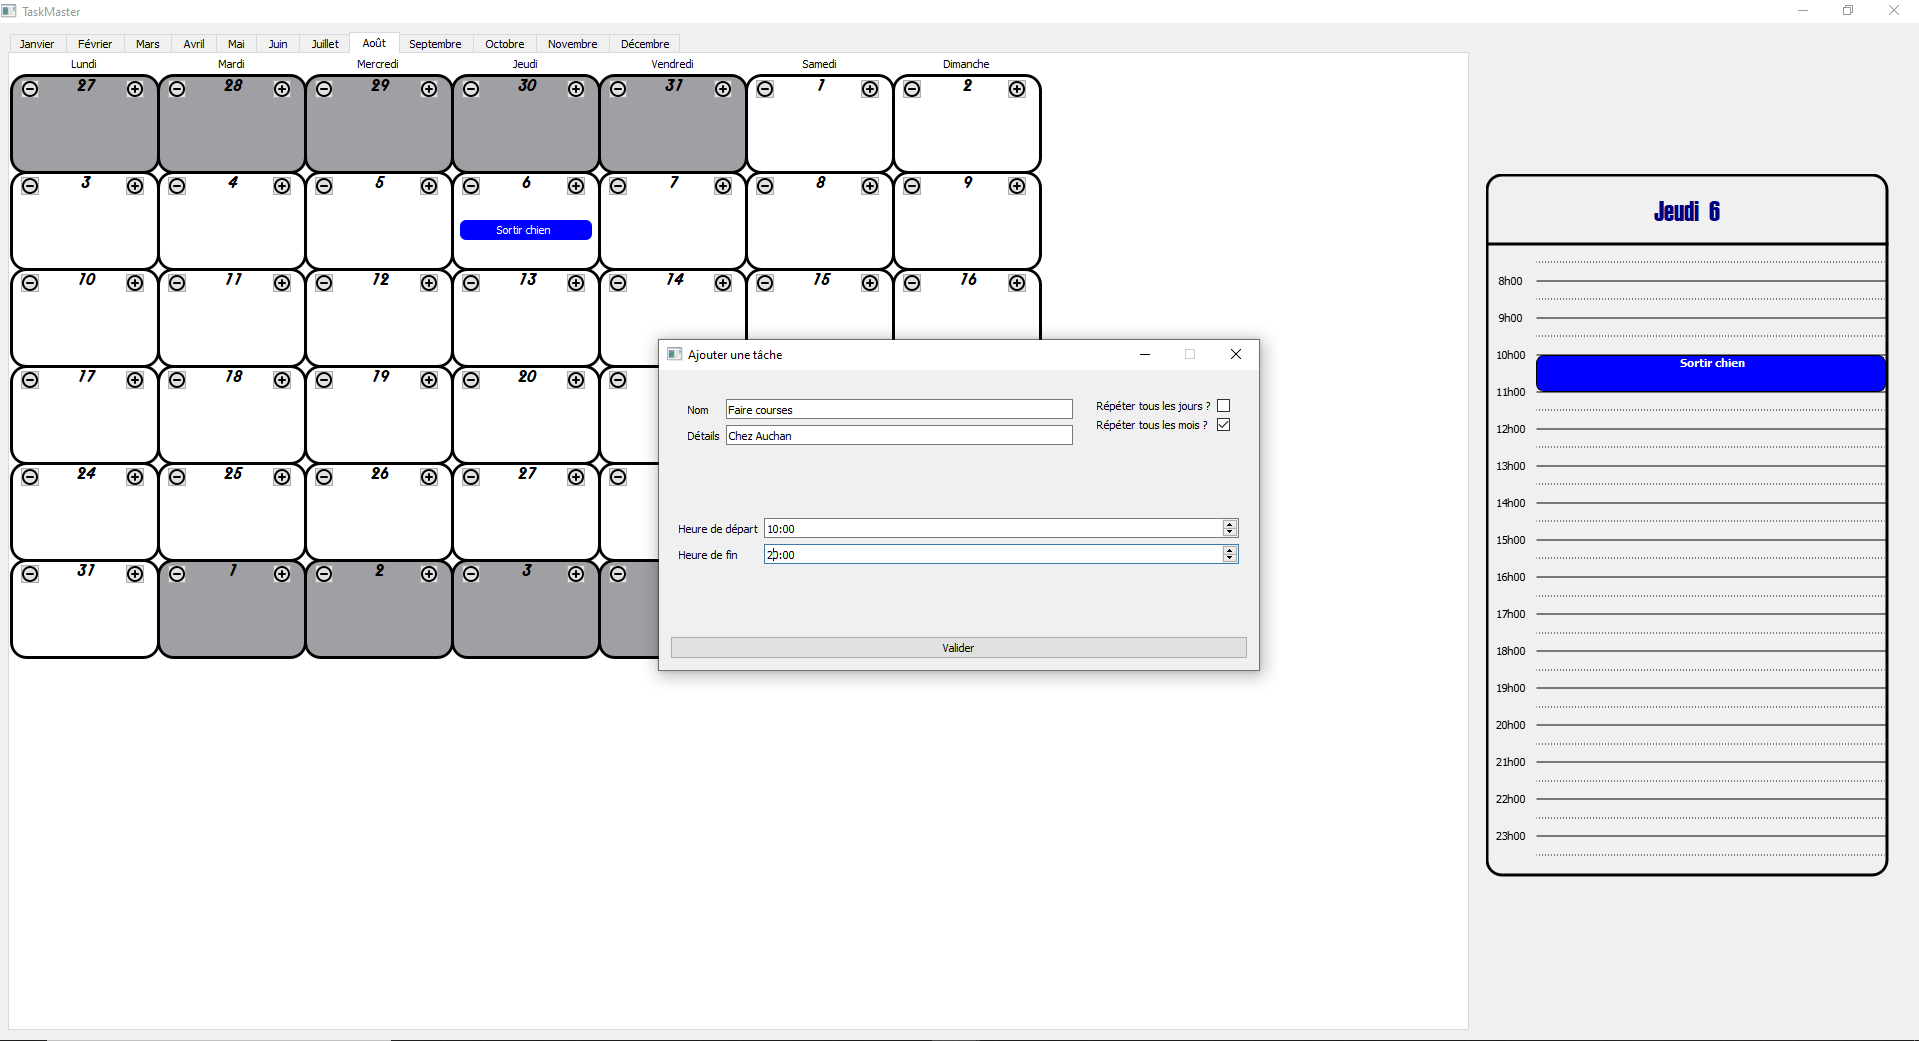 TaskMaster
Janvier Février Mars Avril Mai Juin Juillet Août Septembre Octobre Novembre Décembre
Lundi Mardi Mercredi Jeudi Vendredi Samedi Dimanche
27 28 29 30 31 1 2
3 4 5 6 7 8 9
Sortir chien
10 11 12 13 14 15 16
17 18 19 20
24 25 26 27
31 1 2 3
Ajouter une tâche
Nom Faire courses
Détails Chez Auchan
Répéter tous les jours ?
Répéter tous les mois ?
Heure de départ 10:00
Heure de fin 20:00
Valider
Jeudi 6
8h00
9h00
10h00
Sortir chien
11h00
12h00
13h00
14h00
15h00
16h00
17h00
18h00
19h00
20h00
21h00
22h00
23h00